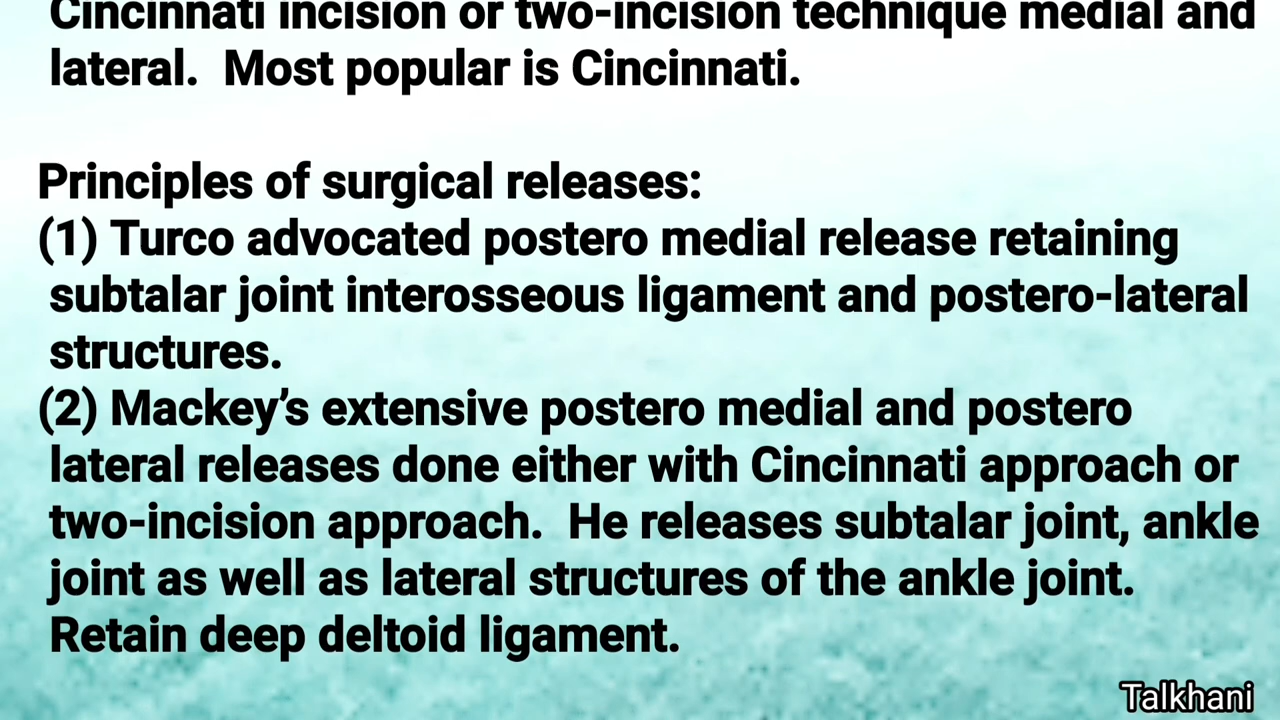 Cincinnati incision or two-incision technique medial and
lateral.  Most popular is Cincinnati.
Principles of surgical releases:
(1) Turco advocated postero medial release retaining
subtalar joint interosseous ligament and postero-lateral
structures.
(2) Mackey’s extensive postero medial and postero
lateral releases done either with Cincinnati approach or
two-incision approach.  He releases subtalar joint, ankle
joint as well as lateral structures of the ankle joint.
Retain deep deltoid ligament.
Talkhani